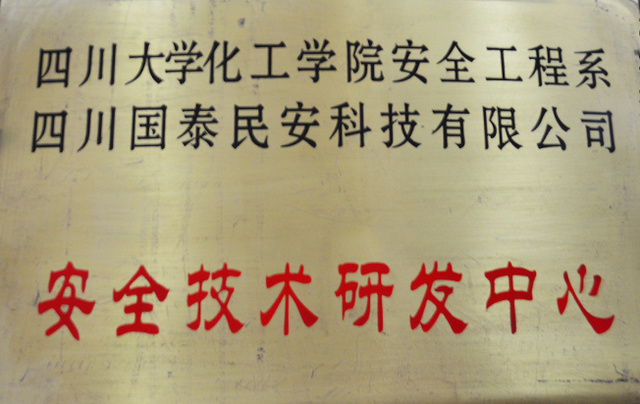 四川大学化工学院安全工程系
四川国泰民安科技有限公司
安全技术研发中心